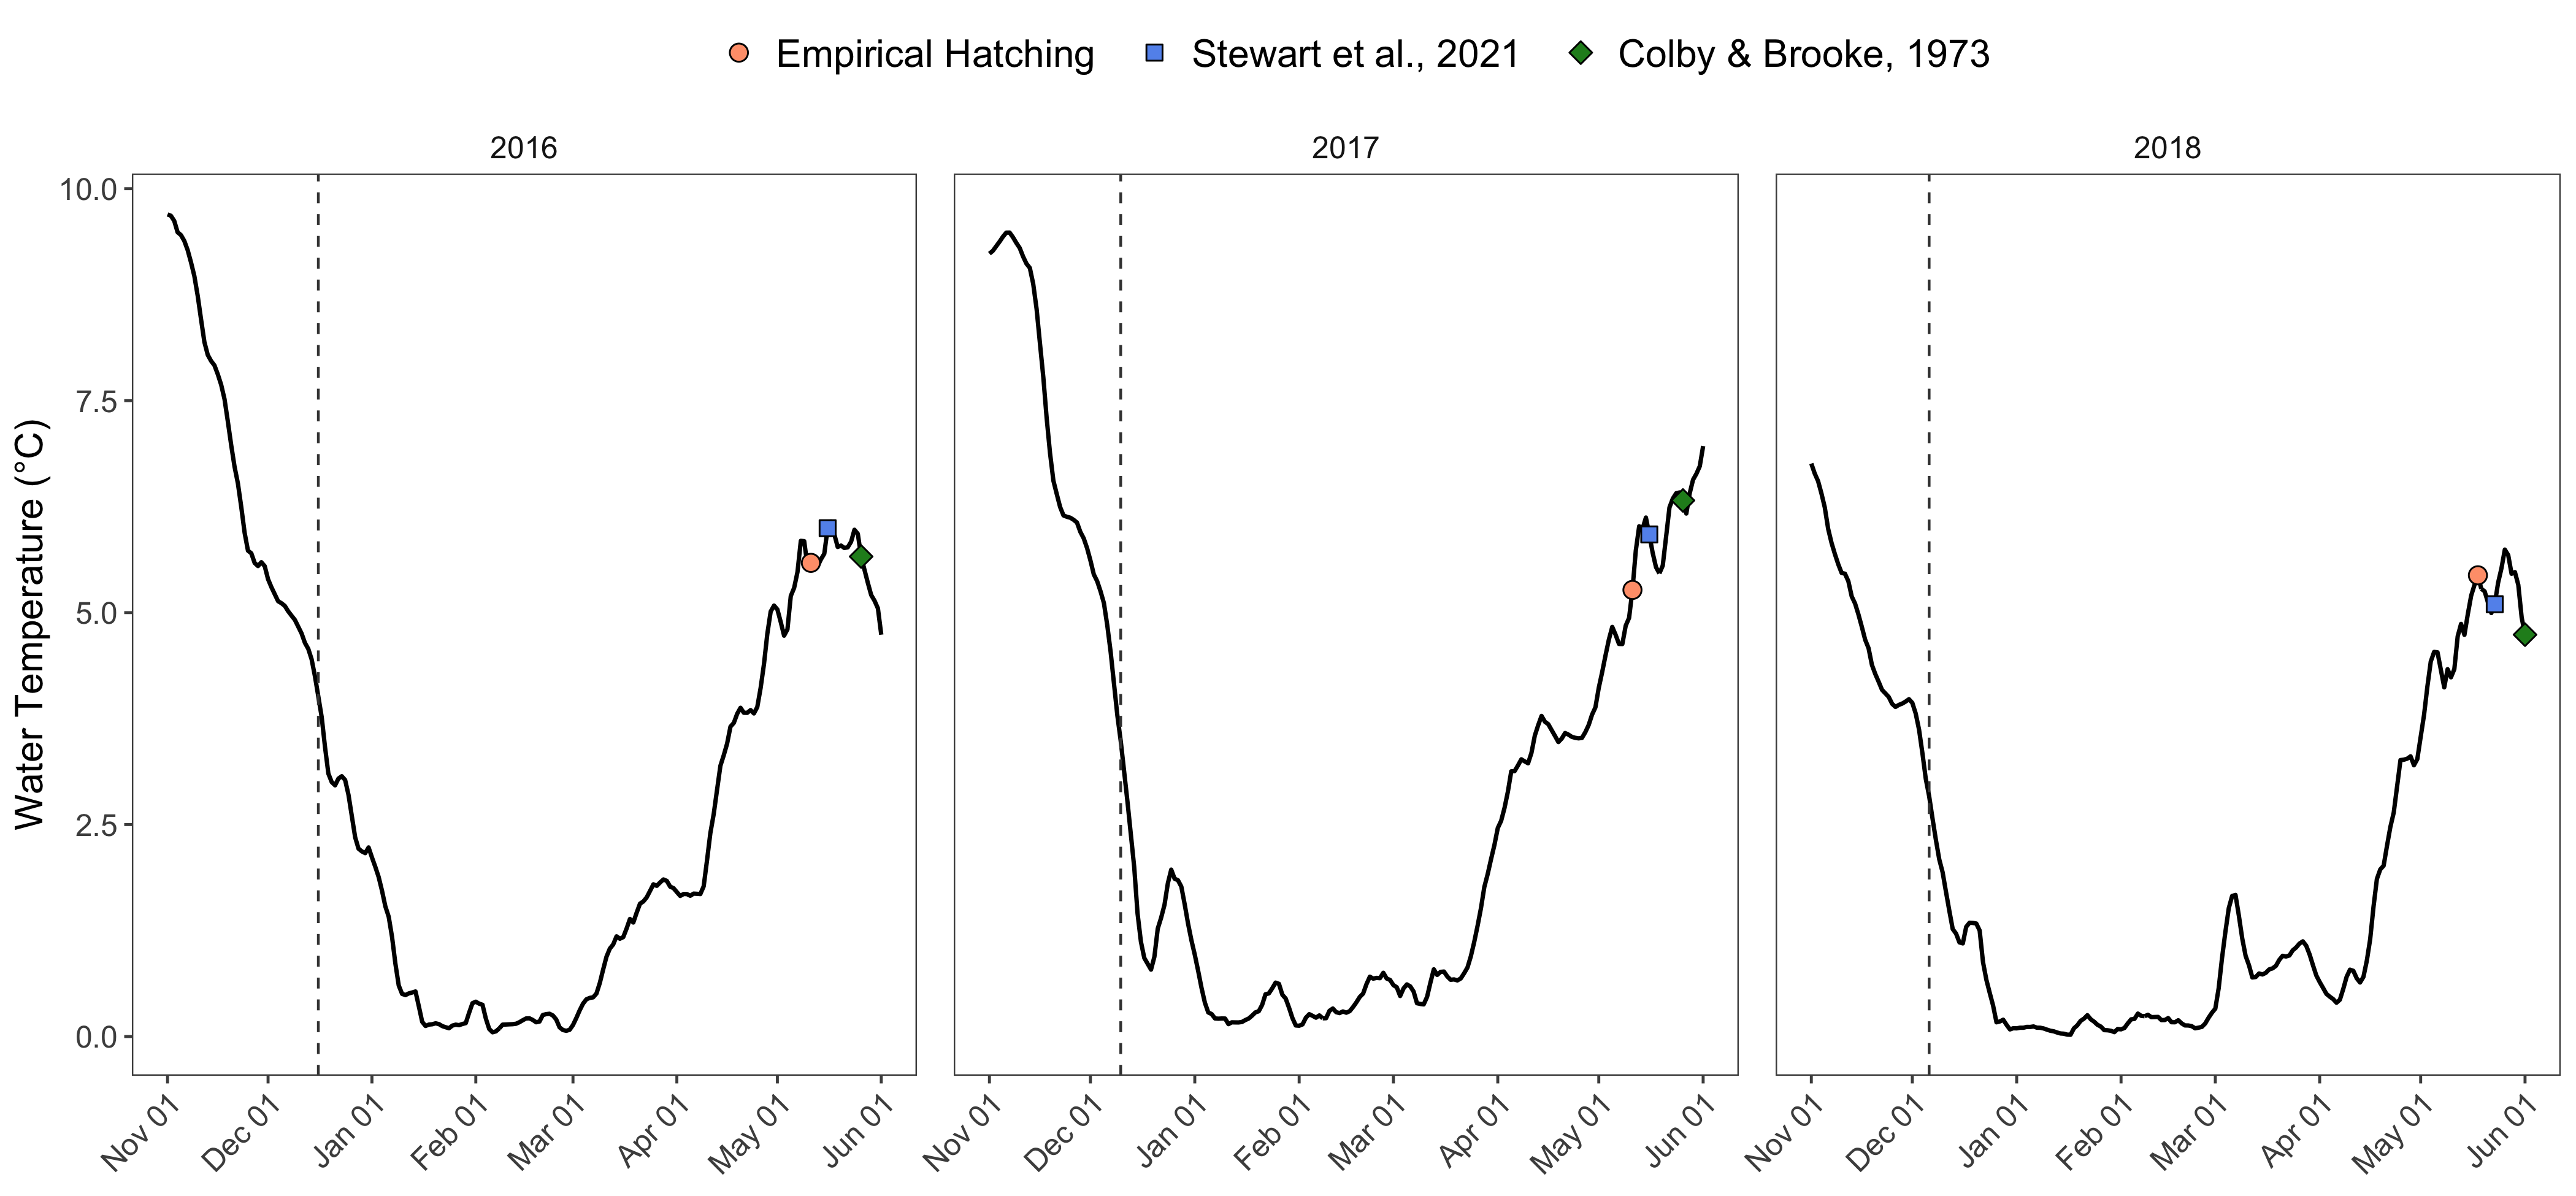 Empirical Hatching Stewart et al., 2021 Colby & Brooke, 1973
2016 2017 2018
Water Temperature (°C)
10.0
7.5
5.0
2.5
0.0
Nov 01 Dec 01 Jan 01 Feb 01 Mar 01 Apr 01 May 01 Jun 01 Nov 01 Dec 01 Jan 01 Feb 01 Mar 01 Apr 01 May 01 Jun 01 Nov 01 Dec 01 Jan 01 Feb 01 Mar 01 Apr 01 May 01 Jun 01